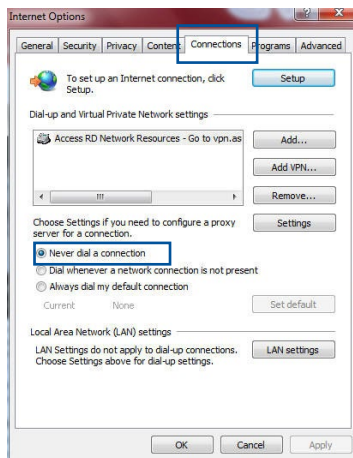 Internet Options
General Security Privacy Content Connections Programs Advanced
To set up an Internet connection, click
Setup.
Setup
Dial-up and Virtual Private Network settings
Access RD Network Resources - Go to vpn.as
Add...
Add VPN...
Remove...
Choose Settings if you need to configure a proxy
server for a connection.
Settings
Never dial a connection
Dial whenever a network connection is not present
Always dial my default connection
Current None
Set default
Local Area Network (LAN) settings
LAN Settings do not apply to dial-up connections.
Choose Settings above for dial-up settings.
LAN settings
OK Cancel Apply